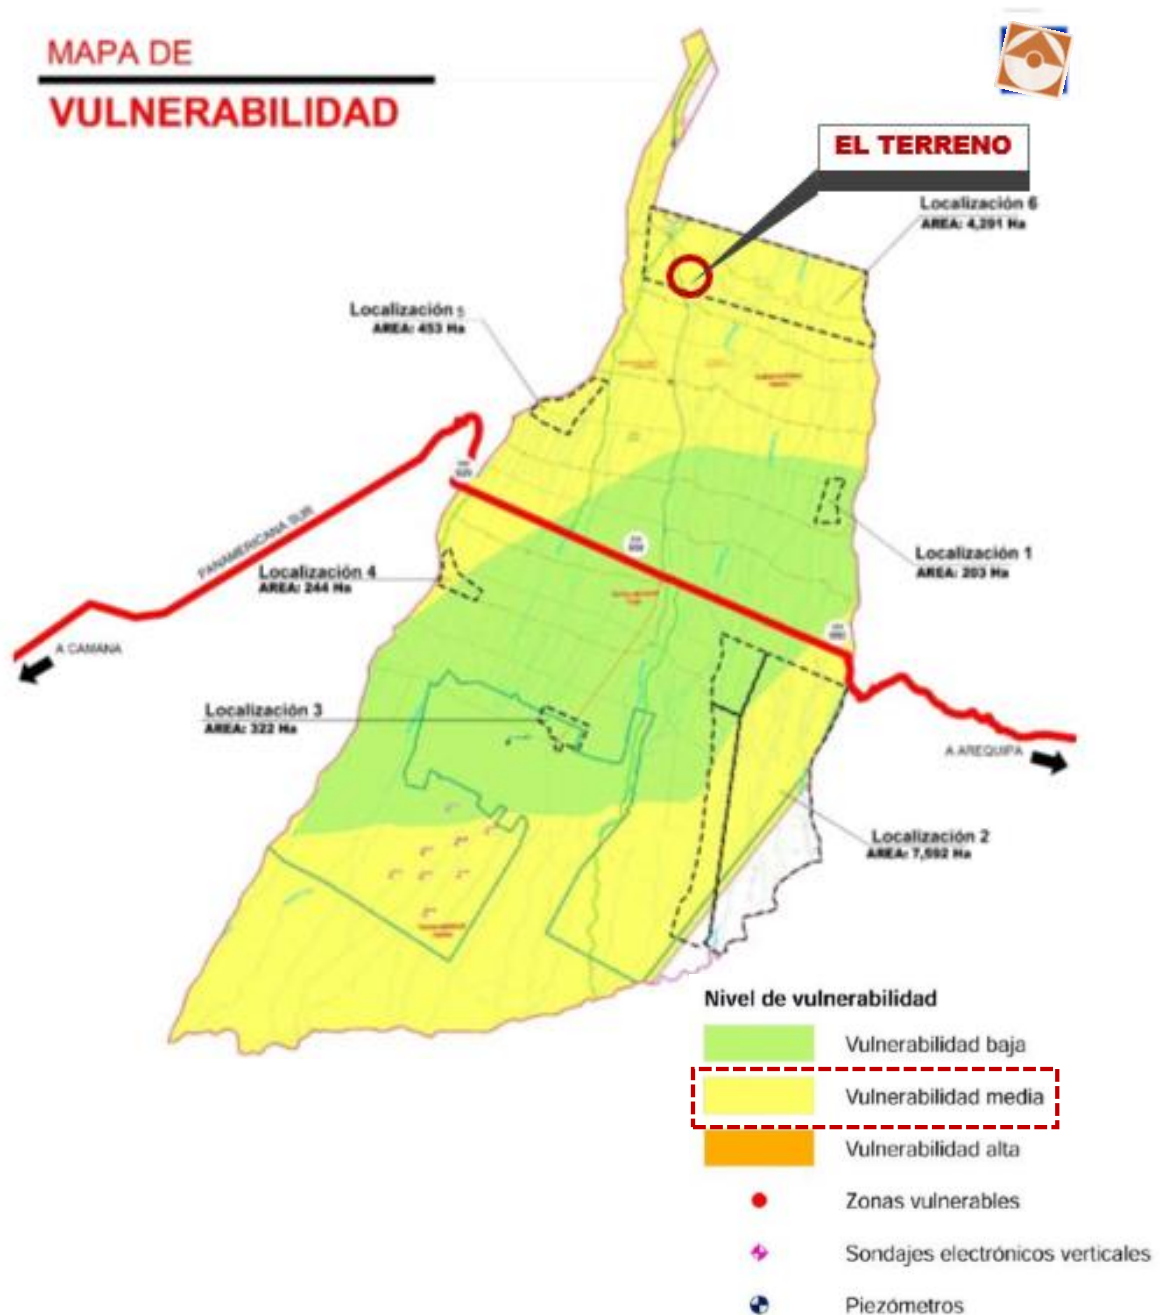 MAPA DE
VULNERABILIDAD
EL TERRENO
Localización 6
AREA: 4,291 Ha
Localización 5
AREA: 453 Ha
PANAMERICANA SUR
Localización 1
AREA: 203 Ha
Localización 4
AREA: 244 Ha
A CAMANA
Localización 3
AREA: 322 Ha
A AREQUIPA
Localización 2
AREA: 7,592 Ha
Nivel de vulnerabilidad
Vulnerabilidad baja
Vulnerabilidad media
Vulnerabilidad alta
Zonas vulnerables
Sondajes electrónicos verticales
Piezómetros